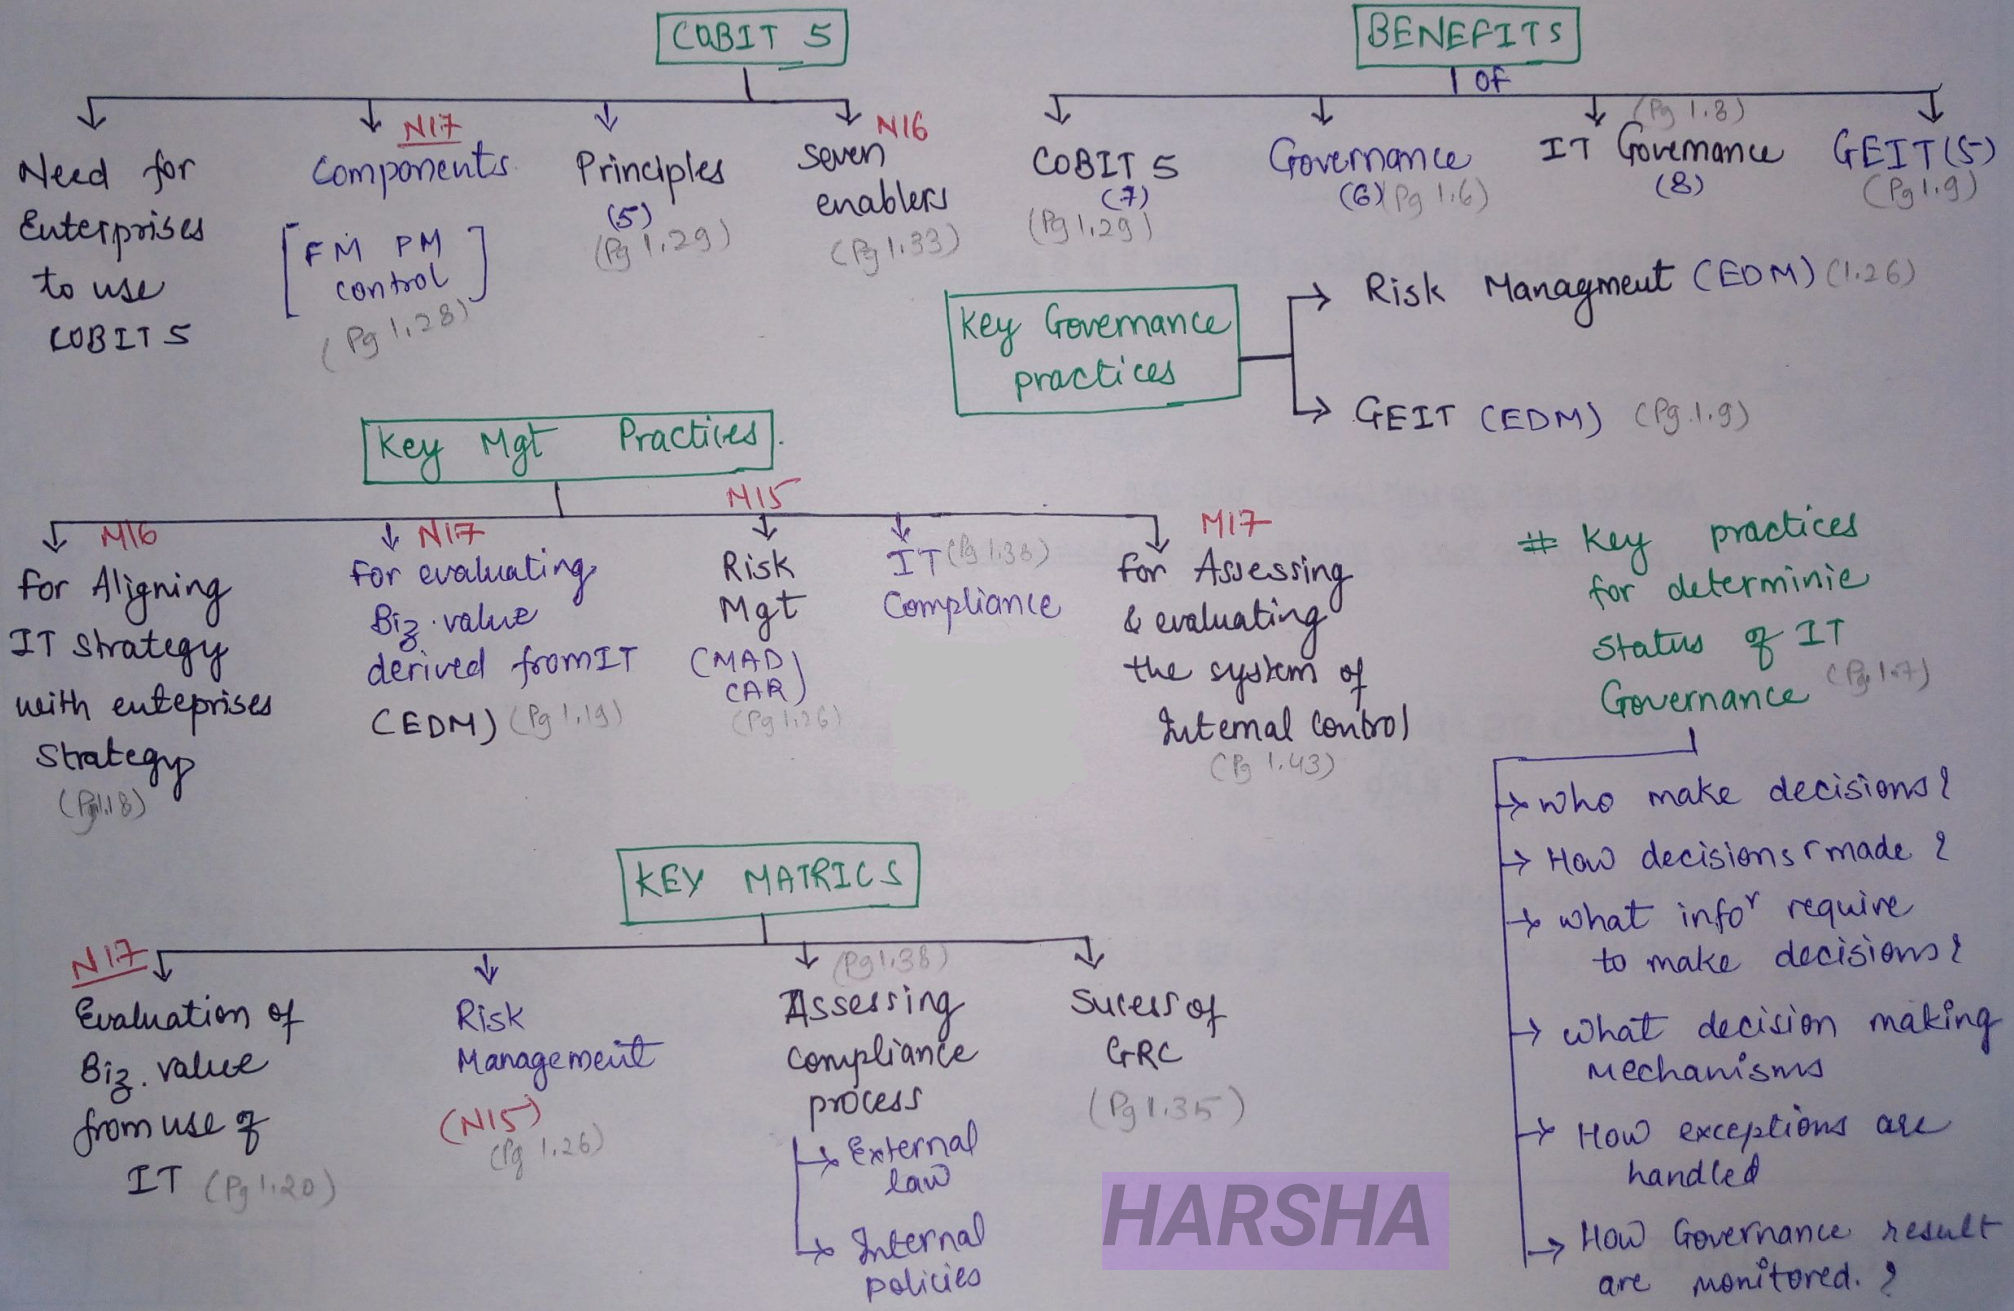 COBIT 5
Need for
Enterprises
to use
COBIT 5
N17
Components
[FM PM
control]
(Pg 1.28)
Principles
(5)
(Pg 1.29)
N16
Seven
enablers
(Pg 1.33)
BENEFITS
OF
COBIT 5
(7)
(Pg 1.29)
Governance
(6) (Pg 1.6)
(Pg 1.8)
IT Governance
(8)
GEIT (5)
(Pg 1.9)
Key Governance
practices
Risk Managment (EDM) (1.26)
GEIT (EDM) (Pg 1.9)
Key Mgt Practices.
M16
for Aligning
IT Strategy
with enteprises
Strategy
(Pg 1.18)
N17
for evaluating
Biz. value
derived from IT
(EDM) (Pg 1.19)
N15
Risk
Mgt
(MAD
CAR)
(Pg 1.26)
IT (Pg 1.38)
Compliance
M17
for Assessing
& evaluating
the system of
Internal control
(Pg 1.43)
# Key practices
for determinie
status of IT
Governance (Pg 1.7)
who make decisions?
How decisions r made ?
what infor require
to make decisions?
what decision making
mechanisms
How exceptions are
handled
How Governance result
are monitored. ?
KEY MATRICS
N17
Evaluation of
Biz. value
from use of
IT (Pg 1.20)
Risk
Management
(N15)
(Pg 1.26)
(Pg 1.38)
Assessing
compliance
process
External
law
Internal
policies
Sucess of
GRC
(Pg 1.35)
HARSHA